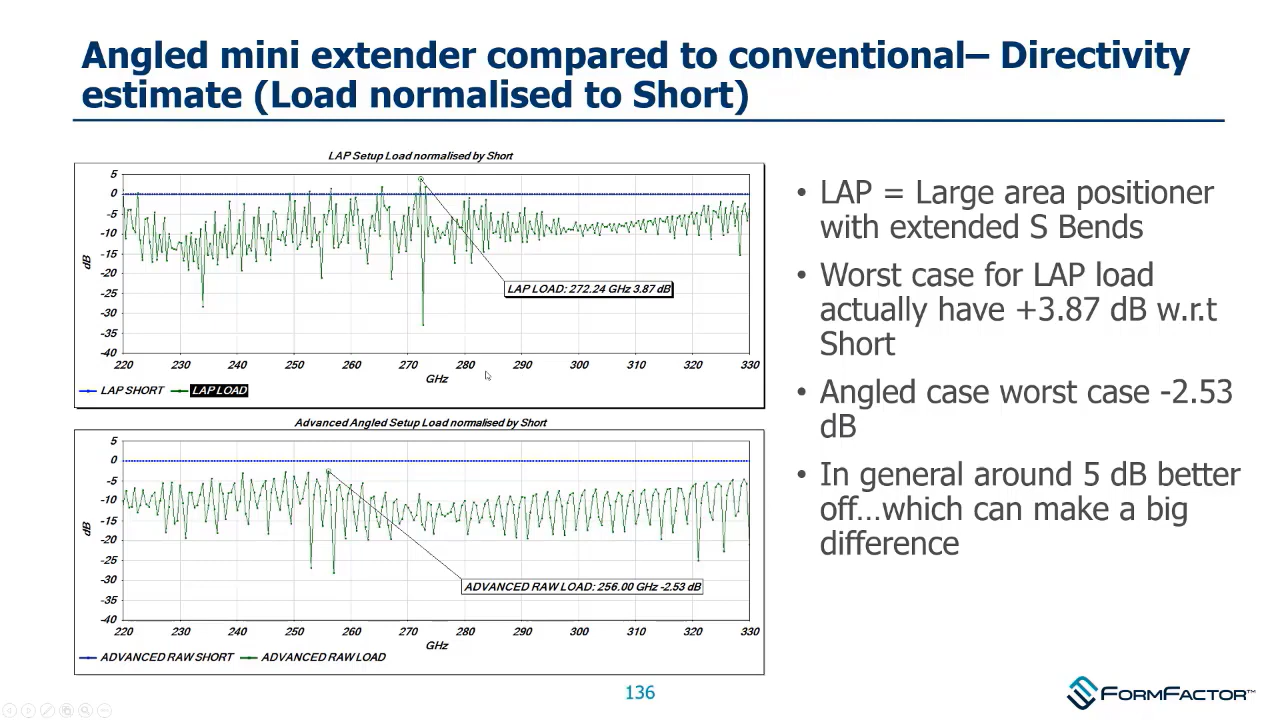 Angled mini extender compared to conventional– Directivity
estimate (Load normalised to Short)
LAP Setup Load normalised by Short
5
0
-5
-10
-15
-20
-25
-30
-35
-40
dB
220 230 240 250 260 270 280 290 300 310 320 330
GHz
LAP LOAD: 272.24 GHz 3.87 dB
LAP SHORT LAP LOAD
Advanced Angled Setup Load normalised by Short
5
0
-5
-10
-15
-20
-25
-30
-35
-40
dB
220 230 240 250 260 270 280 290 300 310 320 330
GHz
ADVANCED RAW LOAD: 256.00 GHz -2.53 dB
ADVANCED RAW SHORT ADVANCED RAW LOAD
• LAP = Large area positioner
with extended S Bends
• Worst case for LAP load
actually have +3.87 dB w.r.t
Short
• Angled case worst case -2.53
dB
• In general around 5 dB better
off…which can make a big
difference
136
FORMFACTOR™